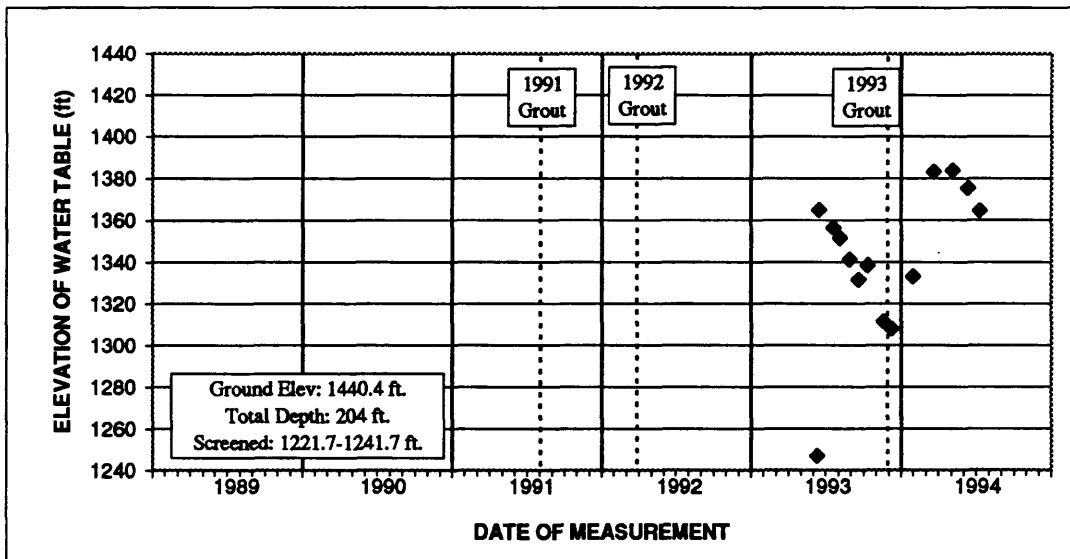 ELEVATION OF WATER TABLE (ft)
1440
1420
1400
1380
1360
1340
1320
1300
1280
1260
1240
1991
Grout
1992
Grout
1993
Grout
Ground Elev: 1440.4 ft.
Total Depth: 204 ft.
Screened: 1221.7-1241.7 ft.
1989
1990
1991
1992
1993
1994
DATE OF MEASUREMENT